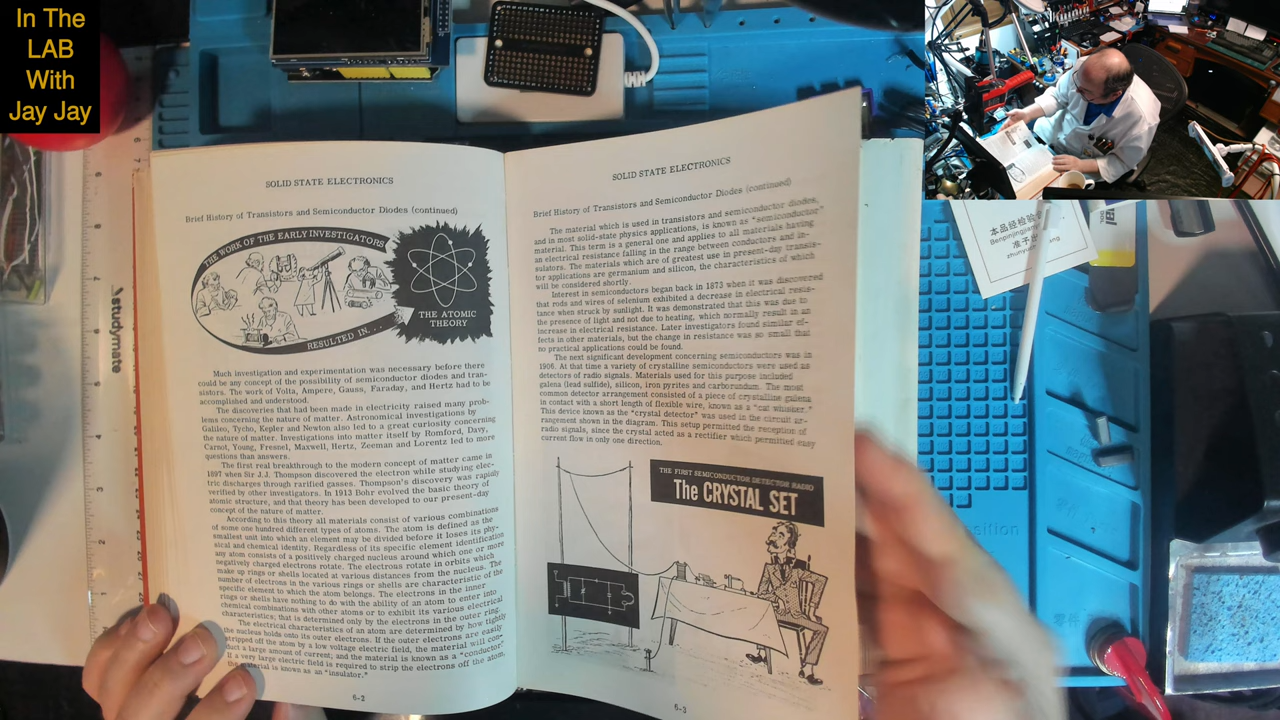 In The
LAB
With
Jay Jay
SOLID STATE ELECTRONICS
Brief History of Transistors and Semiconductor Diodes (continued)
THE WORK OF THE EARLY INVESTIGATORS
RESULTED IN...
THE ATOMIC
THEORY
Much investigation and experimentation was necessary before there
could be any concept of the possibility of semiconductor diodes and tran-
sistors. The work of Volta, Ampere, Gauss, Faraday, and Hertz had to be
accomplished and understood.
The discoveries that had been made in electricity raised many prob-
lems concerning the nature of matter. Astronomical investigations by
Galileo, Tycho, Kepler and Newton also led to a great curiosity concerning
the nature of matter. Investigations into matter itself by Romford, Davy,
Carnot, Young, Fresnel, Maxwell, Hertz, Zeeman and Lorentz led to more
questions than answers.
The first real breakthrough to the modern concept of matter came in
1897 when Sir J.J. Thompson discovered the electron while studying elec-
tric discharges through rarified gasses. Thompson's discovery was rapidly
verified by other investigators. In 1913 Bohr evolved the basic theory of
atomic structure, and that theory has been developed to our present-day
concept of the nature of matter.
According to this theory all materials consist of various combinations
of some one hundred different types of atoms. The atom is defined as the
smallest unit into which an element may be divided before it loses its phy-
sical and chemical identity. Regardless of its specific element identification
any atom consists of a positively charged nucleus around which one or more
negatively charged electrons rotate. The electrons rotate in orbits which
make up rings or shells located at various distances from the nucleus. The
number of electrons in the various rings or shells are characteristic of the
specific element to which the atom belongs. The electrons in the inner
rings or shells have nothing to do with the ability of an atom to enter into
chemical combinations with other atoms or to exhibit its various electrical
characteristics; that is determined only by the electrons in the outer ring.
The electrical characteristics of an atom are determined by how tightly
the nucleus holds onto its outer electrons. If the outer electrons are easily
stripped off the atom by a low voltage electric field, the material will con-
duct a large amount of current; and the material is known as a "conductor."
If a very large electric field is required to strip the electrons off the atom,
the material is known as an "insulator."
6-2
SOLID STATE ELECTRONICS
Brief History of Transistors and Semiconductor Diodes (continued)
The material which is used in transistors and semiconductor diodes,
and in most solid-state physics applications, is known as "semiconductor"
material. This term is a general one and applies to all materials having
an electrical resistance falling in the range between conductors and in-
sulators. The materials which are of greatest use in present-day transis-
tor applications are germanium and silicon, the characteristics of which
will be considered shortly.
Interest in semiconductors began back in 1873 when it was discovered
that rods and wires of selenium exhibited a decrease in electrical resis-
tance when struck by sunlight. It was demonstrated that this was due to
the presence of light and not due to heating, which normally result in an
increase in electrical resistance. Later investigators found similar ef-
fects in other materials, but the change in resistance was so small that
no practical applications could be found.
The next significant development concerning semiconductors was in
1906. At that time a variety of crystalline semiconductors were used as
detectors of radio signals. Materials used for this purpose included
galena (lead sulfide), silicon, iron pyrites and carborundum. The most
common detector arrangement consisted of a piece of crystalline galena
in contact with a short length of flexible wire, known as a "cat whisker."
This device known as the "crystal detector" was used in the circuit ar-
rangement shown in the diagram. This setup permitted the reception of
radio signals, since the crystal acted as a rectifier which permitted easy
current flow in only one direction.
THE FIRST SEMICONDUCTOR DETECTOR RADIO
The CRYSTAL SET
6-3
studymate
本品经检验
准予出